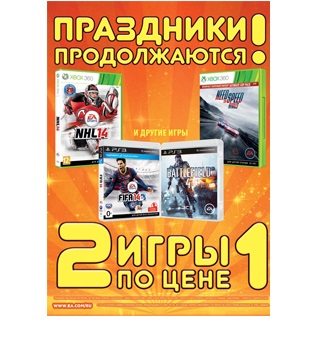 ПРАЗДНИКИ
ПРОДОЛЖАЮТСЯ!
XBOX 360
XBOX 360
NHL 14
NEED FOR SPEED
RIVALS
И ДРУГИЕ ИГРЫ
PS3
PS3
FIFA 14
BATTLEFIELD 4
2 ИГРЫ
ПО ЦЕНЕ 1
WWW.EA.COM/RU